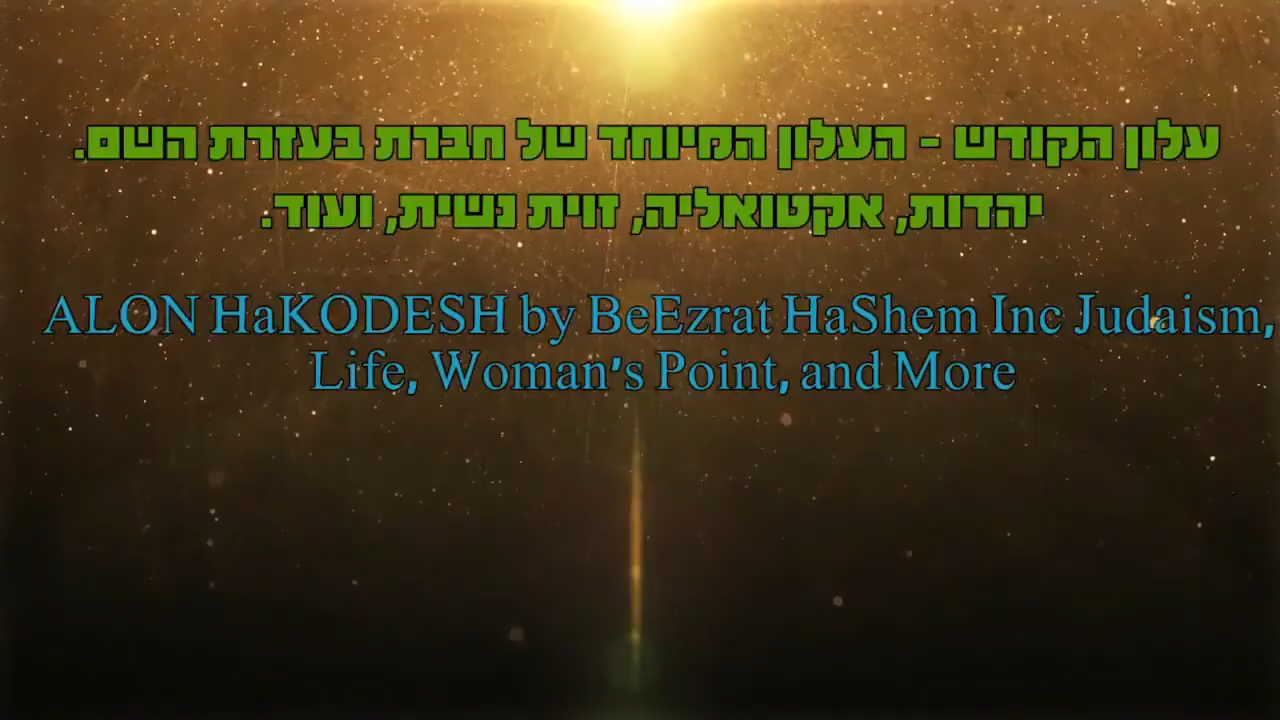 עלון הקודש - העלון המיוחד של חברת בעזרת השם.
יהדות, אקטואליה, זוית נשית, ועוד.
ALON HaKODESH by BeEzrat HaShem Inc Judaism,
Life, Woman's Point, and More